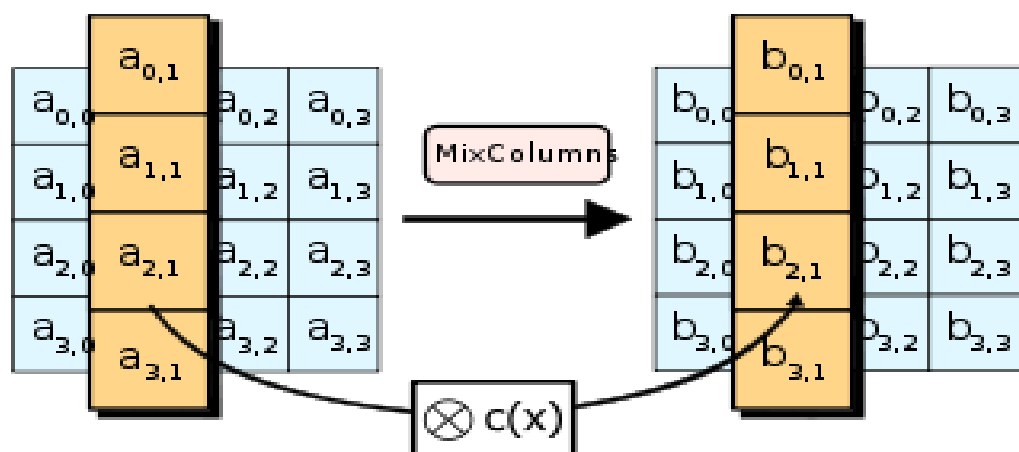 a0,0 a0,1 a0,2 a0,3
a1,0 a1,1 a1,2 a1,3
a2,0 a2,1 a2,2 a2,3
a3,0 a3,1 a3,2 a3,3
MixColumns
b0,0 b0,1 b0,2 b0,3
b1,0 b1,1 b1,2 b1,3
b2,0 b2,1 b2,2 b2,3
b3,0 b3,1 b3,2 b3,3
⊗ c(x)